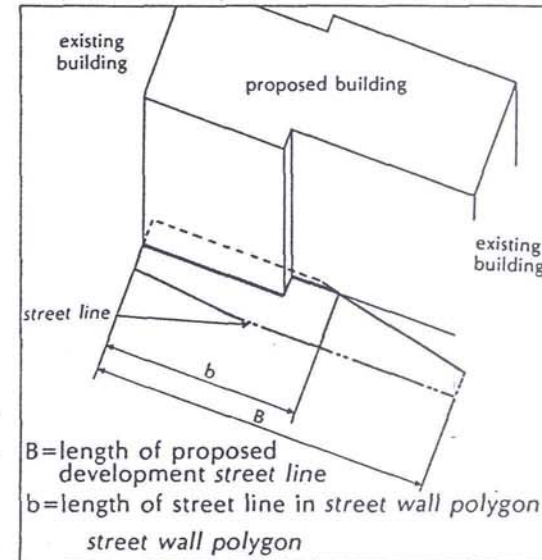 existing
building
proposed building
existing
building
street line
b
B
B=length of proposed
development street line
b=length of street line in street wall polygon
street wall polygon